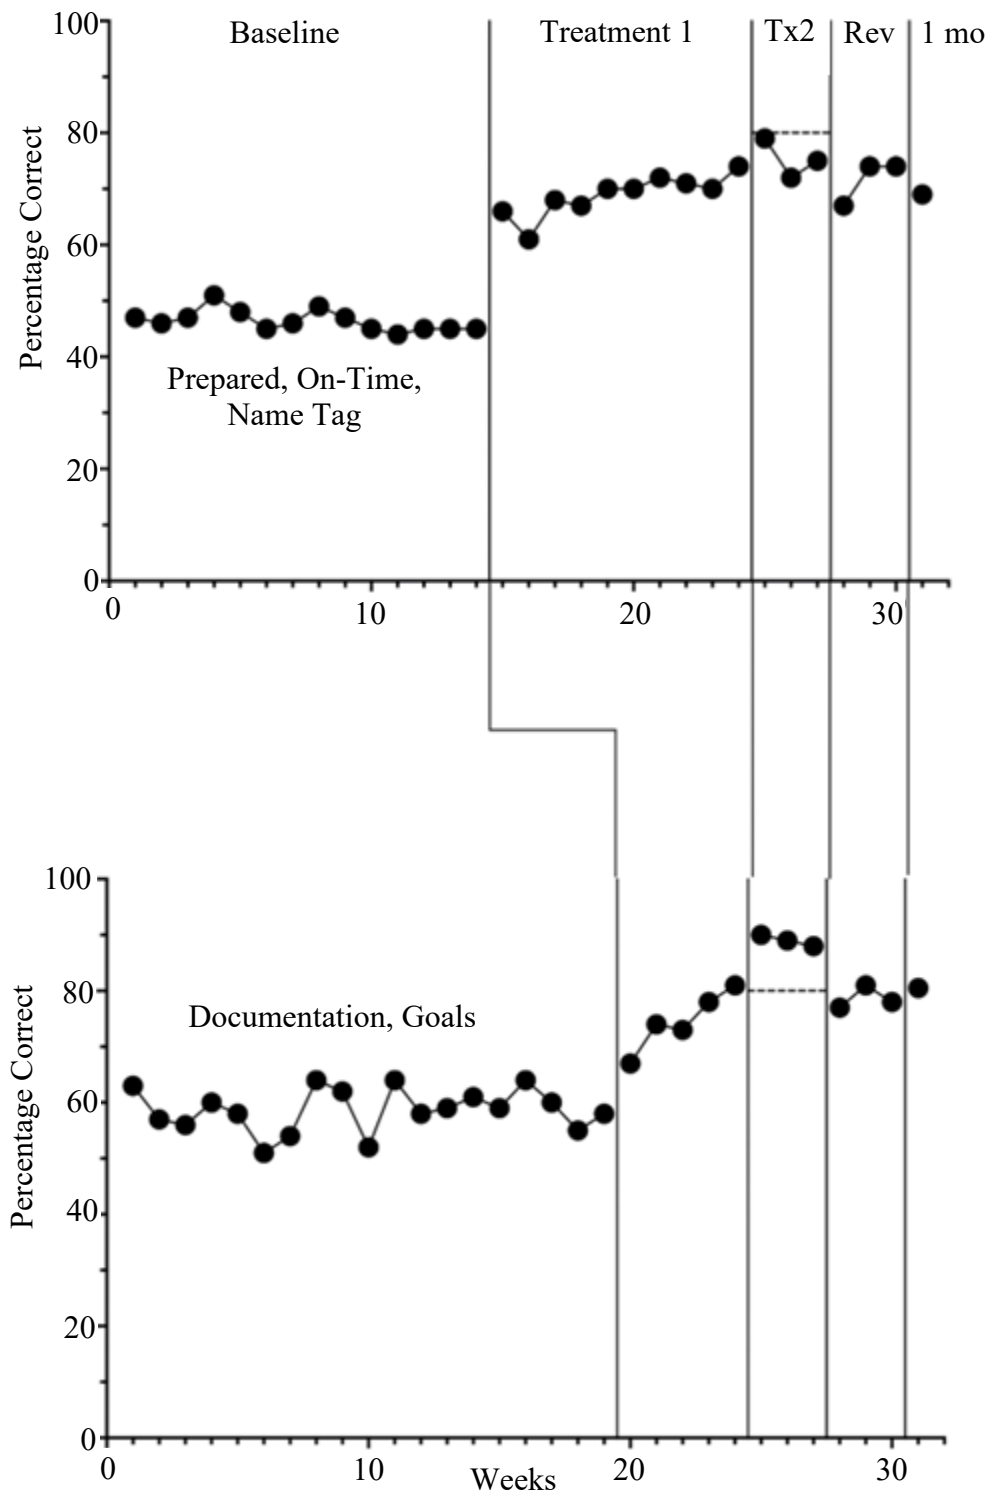 Baseline
Treatment 1
Tx2
Rev
1 mo
Percentage Correct
100
80
60
40
20
0
Prepared, On-Time,
Name Tag
0
10
20
30
Percentage Correct
100
80
60
40
20
0
Documentation, Goals
0
10
20
30
Weeks